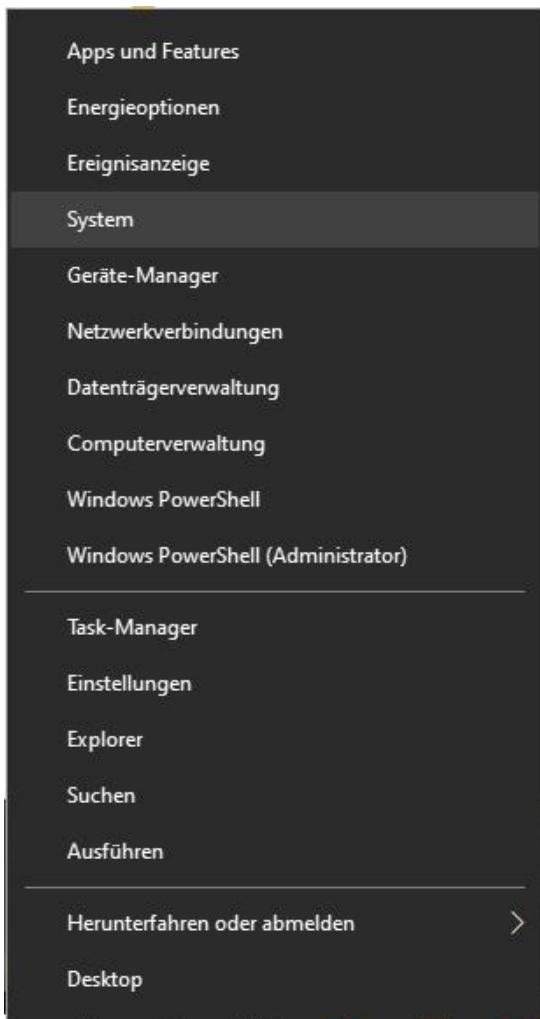 Apps und Features
Energieoptionen
Ereignisanzeige
System
Geräte-Manager
Netzwerkverbindungen
Datenträgerverwaltung
Computerverwaltung
Windows PowerShell
Windows PowerShell (Administrator)
Task-Manager
Einstellungen
Explorer
Suchen
Ausführen
Herunterfahren oder abmelden
Desktop